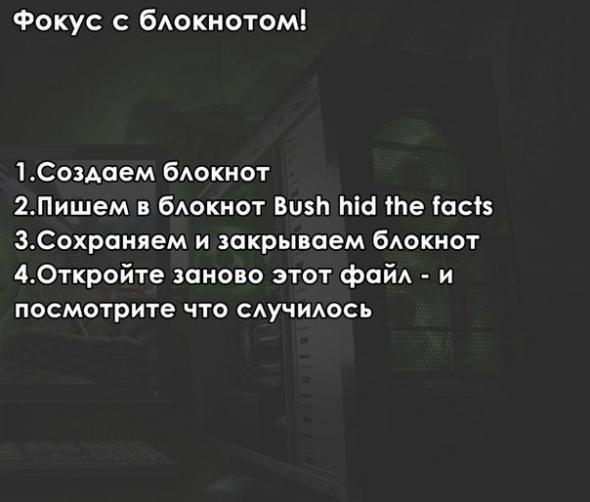 Фокус с блокнотом!
1.Создаем блокнот
2.Пишем в блокнот Bush hid the facts
3.Сохраняем и закрываем блокнот
4.Откройте заново этот файл - и
посмотрите что случилось